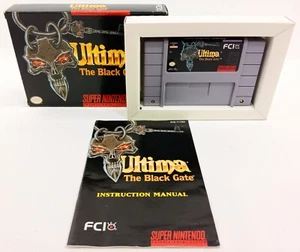 Ultima
The Black Gate
SUPER NINTENDO
FCI
Ultima
The Black Gate
FCI
Ultima
The Black Gate
INSTRUCTION MANUAL
FCI
SUPER NINTENDO